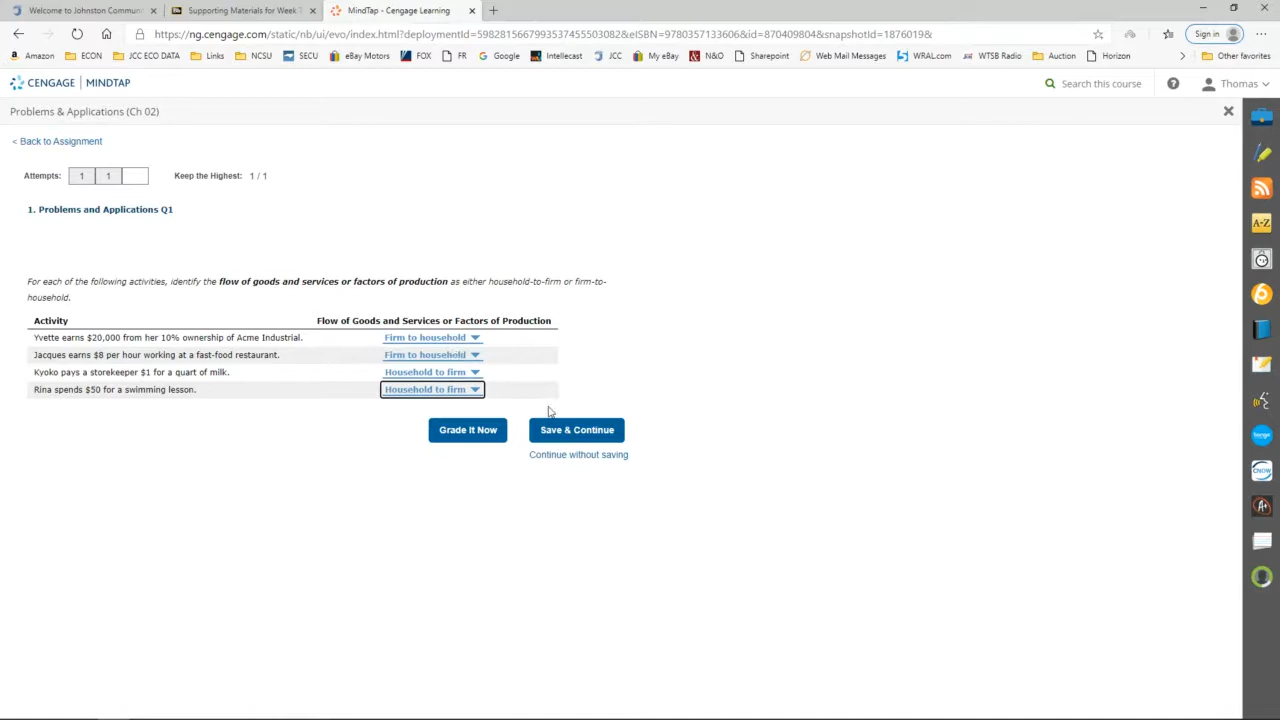 Welcome to Johnston Commun
Supporting Materials for Week T
MindTap - Cengage Learning
https://ng.cengage.com/static/nb/ui/evo/index.html?deploymentId=5982815667993537455503082&eISBN=9780357133606&id=870409804&snapshotId=1876019&
Sign in
Amazon ECON JCC ECO DATA Links NCSU SECU eBay Motors FOX FR Google Intellecast JCC My eBay N&O Sharepoint Web Mail Messages WRAL.com WTSB Radio Auction Horizon Other favorites
CENGAGE | MINDTAP
Search this course
Thomas
Problems & Applications (Ch 02)
< Back to Assignment
Attempts: 1 1 Keep the Highest: 1 / 1
1. Problems and Applications Q1
For each of the following activities, identify the flow of goods and services or factors of production as either household-to-firm or firm-to-
household.
Activity Flow of Goods and Services or Factors of Production
Yvette earns $20,000 from her 10% ownership of Acme Industrial. Firm to household
Jacques earns $8 per hour working at a fast-food restaurant. Firm to household
Kyoko pays a storekeeper $1 for a quart of milk. Household to firm
Rina spends $50 for a swimming lesson. Household to firm
Grade It Now Save & Continue
Continue without saving
A-Z
bongo
CNOW
A+